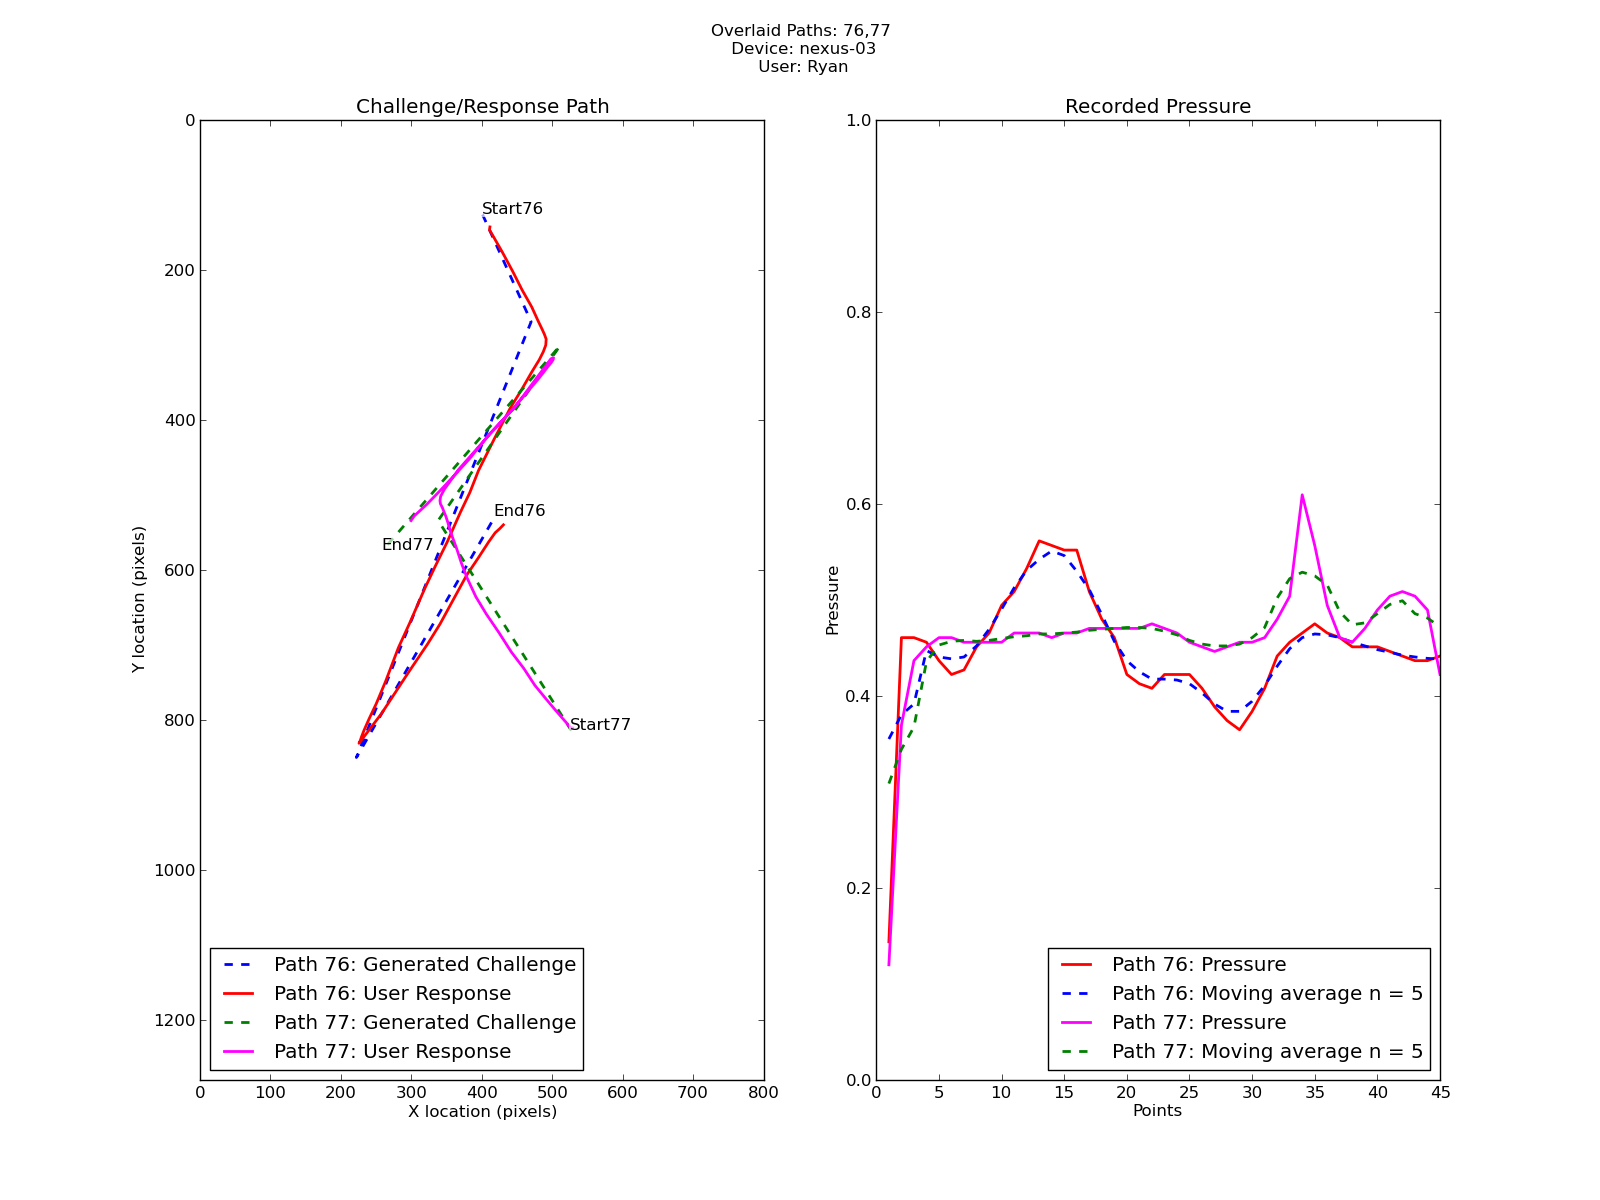 Overlaid Paths: 76,77
Device: nexus-03
User: Ryan
Challenge/Response Path
0
200
400
600
800
1000
1200
Y location (pixels)
Start76
End76
End77
Start77
Path 76: Generated Challenge
Path 76: User Response
Path 77: Generated Challenge
Path 77: User Response
0 100 200 300 400 500 600 700 800
X location (pixels)
Recorded Pressure
1.0
0.8
0.6
0.4
0.2
0.0
Pressure
Path 76: Pressure
Path 76: Moving average n = 5
Path 77: Pressure
Path 77: Moving average n = 5
0 5 10 15 20 25 30 35 40 45
Points